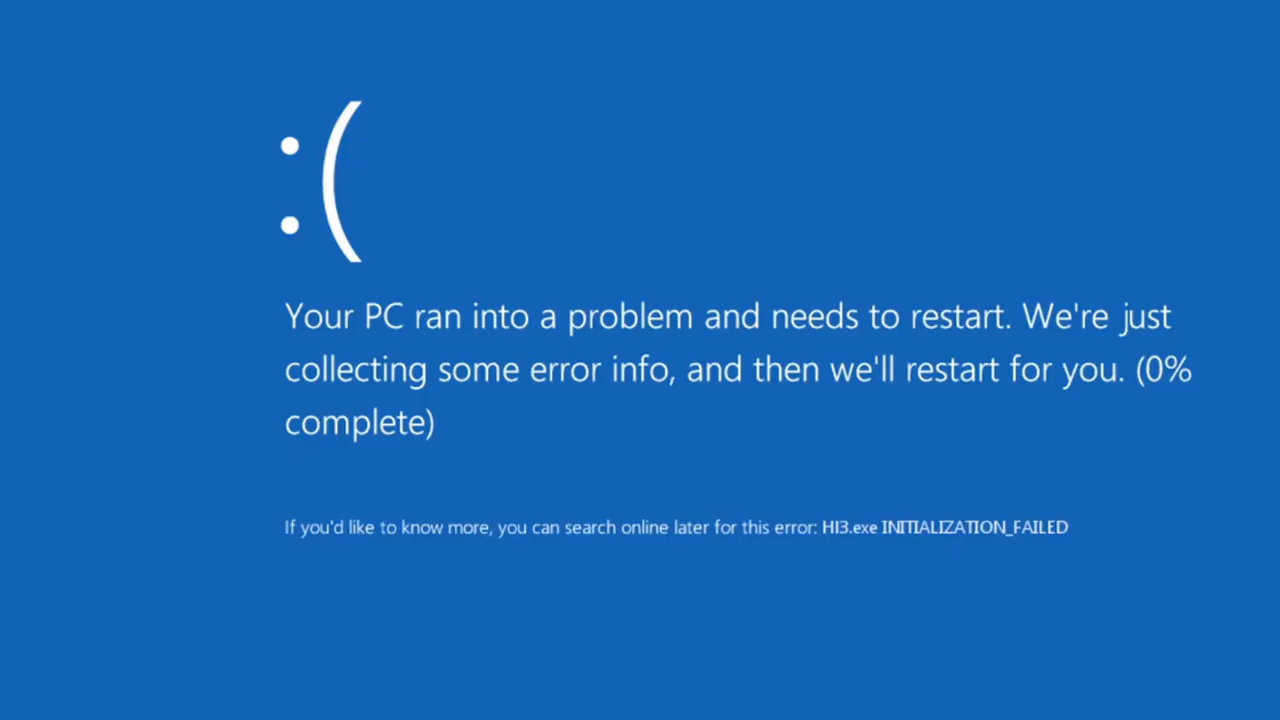 :(
Your PC ran into a problem and needs to restart. We're just
collecting some error info, and then we'll restart for you. (0%
complete)
If you'd like to know more, you can search online later for this error: HI3.exe INITIALIZATION_FAILED